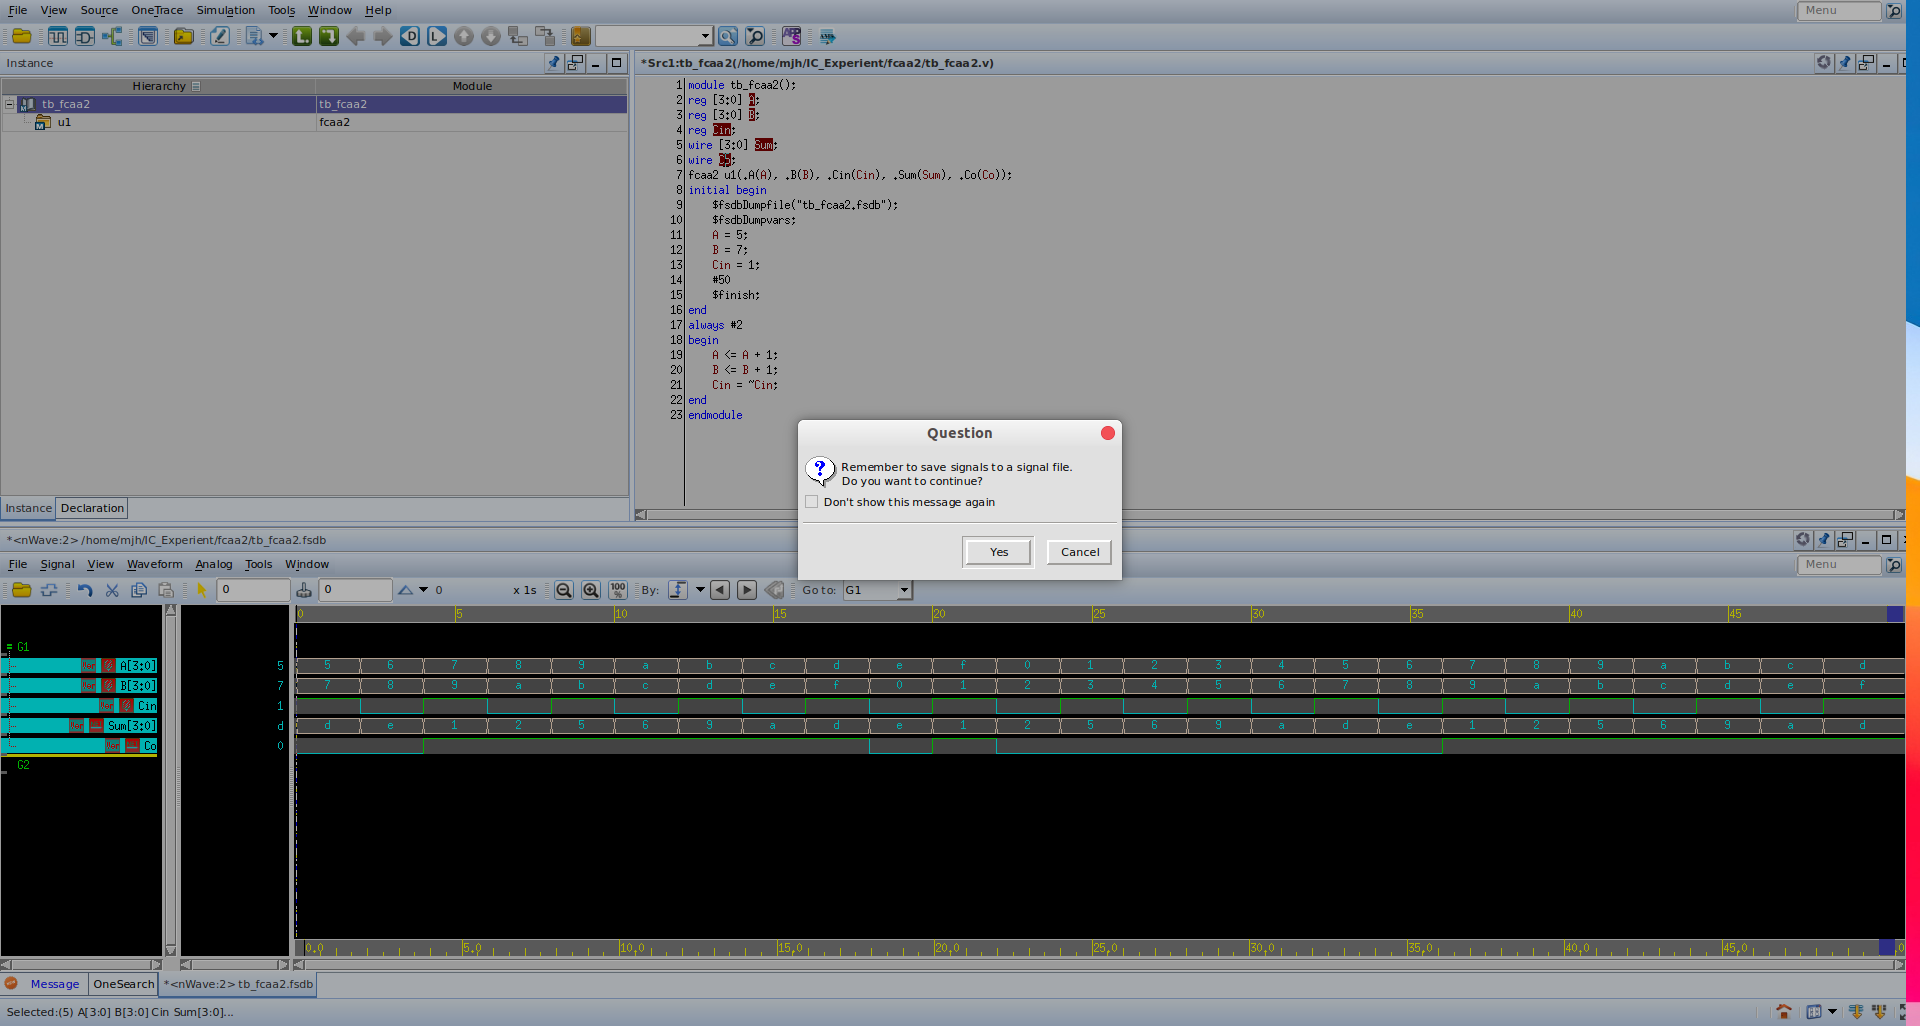 File View Source OneTrace Simulation Tools Window Help Menu
Instance
Hierarchy Module
tb_fcaa2 tb_fcaa2
u1 fcaa2
Instance Declaration
*Src1:tb_fcaa2(/home/mjh/IC_Experient/fcaa2/tb_fcaa2.v)
1 module tb_fcaa2();
2 reg [3:0] A;
3 reg [3:0] B;
4 reg Cin;
5 wire [3:0] Sum;
6 wire Co;
7 fcaa2 u1(.A(A), .B(B), .Cin(Cin), .Sum(Sum), .Co(Co));
8 initial begin
9 $fsdbDumpfile("tb_fcaa2.fsdb");
10 $fsdbDumpvars;
11 A = 5;
12 B = 7;
13 Cin = 1;
14 #50
15 $finish;
16 end
17 always #2
18 begin
19 A <= A + 1;
20 B <= B + 1;
21 Cin = ~Cin;
22 end
23 endmodule
Question
Remember to save signals to a signal file.
Do you want to continue?
Don't show this message again
Yes Cancel
*<nWave:2> /home/mjh/IC_Experient/fcaa2/tb_fcaa2.fsdb
File Signal View Waveform Analog Tools Window Menu
0 0 0 x 1s 100 % By: Go to: G1
0 5 10 15 20 25 30 35 40 45
G1
A[3:0] 5 5 6 7 8 9 a b c d e f 0 1 2 3 4 5 6 7 8 9 a b c d
B[3:0] 7 7 8 9 a b c d e f 0 1 2 3 4 5 6 7 8 9 a b c d e f
Cin 1
Sum[3:0] d d e 1 2 5 6 9 a d e 1 2 5 6 9 a d e 1 2 5 6 9 a d
Co 0
G2
0.0 5.0 10.0 15.0 20.0 25.0 30.0 35.0 40.0 45.0
Message OneSearch *<nWave:2> tb_fcaa2.fsdb
Selected:(5) A[3:0] B[3:0] Cin Sum[3:0]...